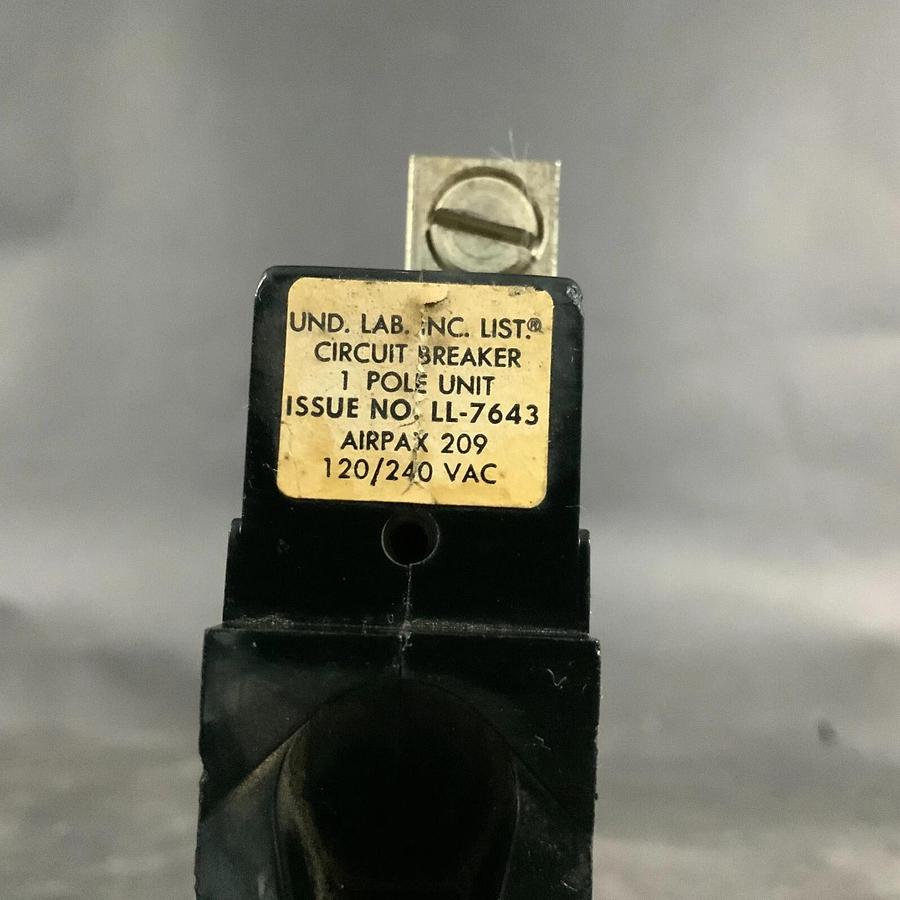 UND. LAB. INC. LIST.®
CIRCUIT BREAKER
1 POLE UNIT
ISSUE NO. LL-7643
AIRPAX 209
120/240 VAC